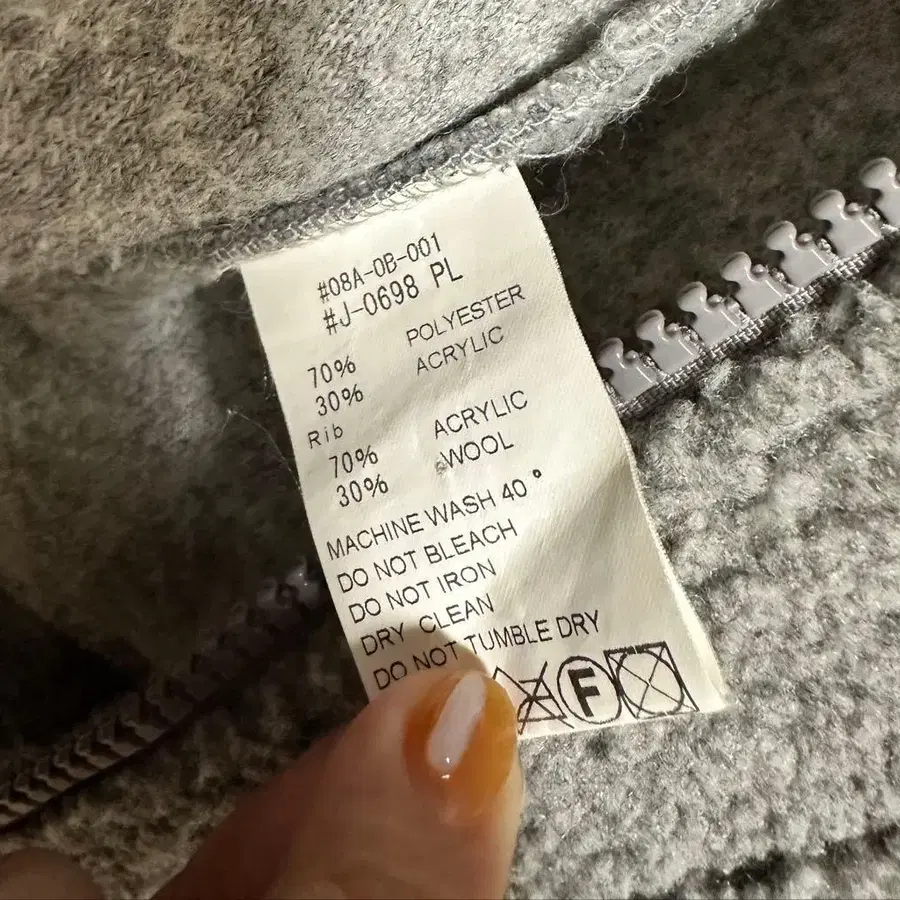 #08A-0B-001
#J-0698 PL
70% POLYESTER
30% ACRYLIC
Rib
70% ACRYLIC
30% WOOL
MACHINE WASH 40°
DO NOT BLEACH
DO NOT IRON
DRY CLEAN
DO NOT TUMBLE DRY
F